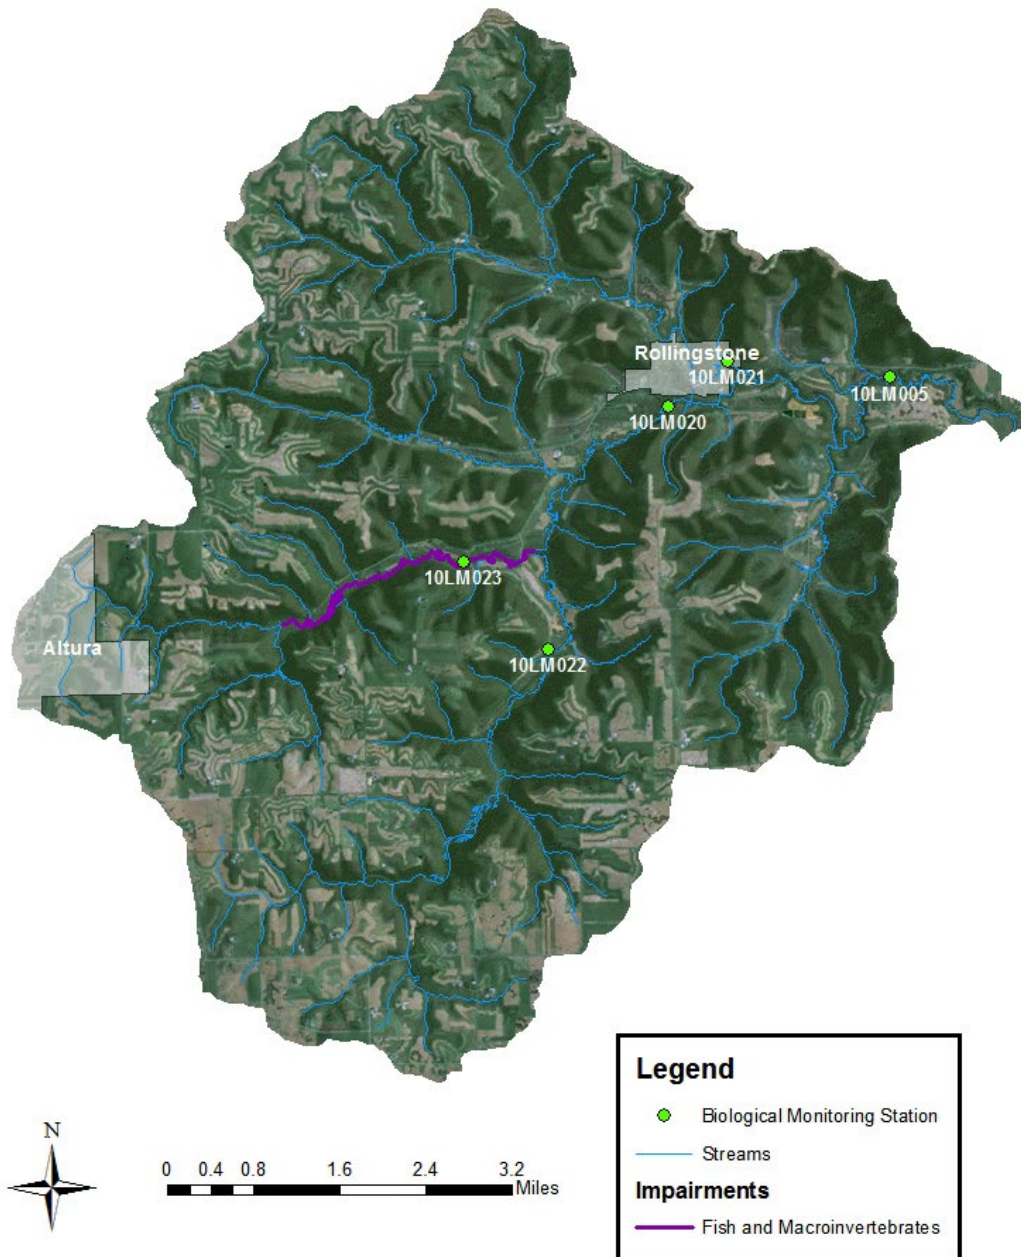 Rollingstone
10LM021
10LM005
10LM020
10LM023
Altura
10LM022
Legend
Biological Monitoring Station
Streams
Impairments
Fish and Macroinvertebrates
N
0 0.4 0.8 1.6 2.4 3.2
Miles